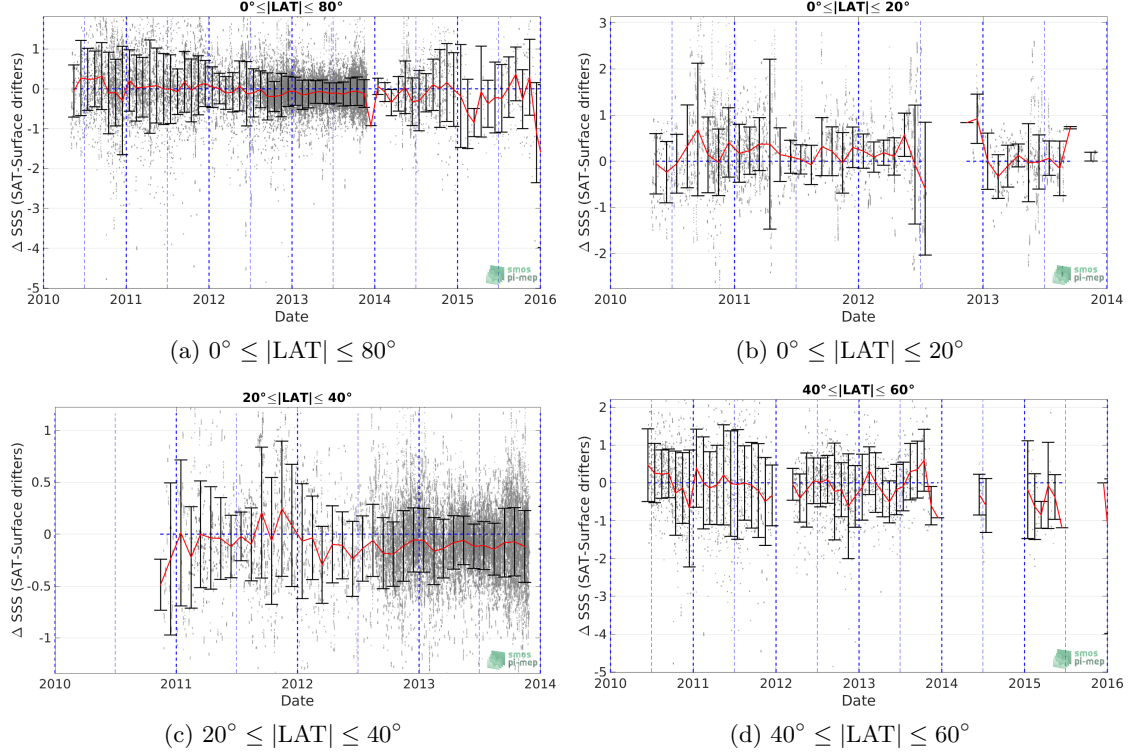 0°≤|LAT|≤ 80°
Δ SSS (SAT-Surface drifters)
1
0
-1
-2
-3
-4
-5
2010 2011 2012 2013 2014 2015 2016
Date
smos
pi-mep
(a) 0° ≤ |LAT| ≤ 80°
0°≤|LAT|≤ 20°
Δ SSS (SAT-Surface drifters)
3
2
1
0
-1
-2
2010 2011 2012 2013 2014
Date
smos
pi-mep
(b) 0° ≤ |LAT| ≤ 20°
20°≤|LAT|≤ 40°
Δ SSS (SAT-Surface drifters)
1
0.5
0
-0.5
-1
2010 2011 2012 2013 2014
Date
smos
pi-mep
(c) 20° ≤ |LAT| ≤ 40°
40°≤|LAT|≤ 60°
Δ SSS (SAT-Surface drifters)
2
1
0
-1
-2
-3
-4
-5
2010 2011 2012 2013 2014 2015 2016
Date
smos
pi-mep
(d) 40° ≤ |LAT| ≤ 60°